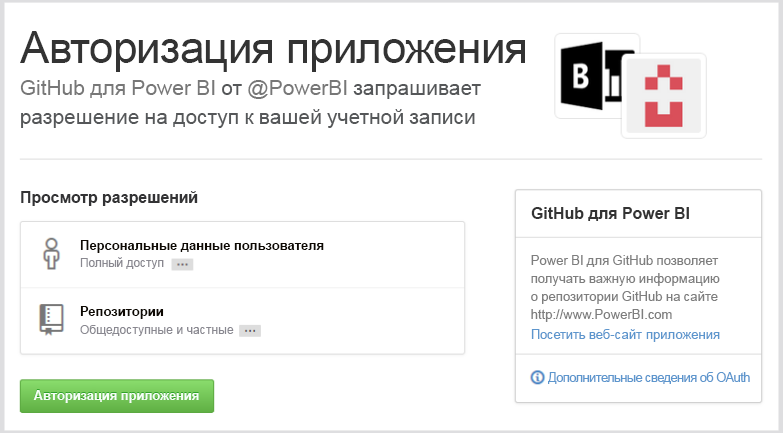 Авторизация приложения
GitHub для Power BI от @PowerBI запрашивает
разрешение на доступ к вашей учетной записи
B
Просмотр разрешений
Персональные данные пользователя
Полный доступ ...
Репозитории
Общедоступные и частные ...
Авторизация приложения
GitHub для Power BI
Power BI для GitHub позволяет
получать важную информацию
о репозитории GitHub на сайте
http://www.PowerBI.com
Посетить веб-сайт приложения
Дополнительные сведения об OAuth